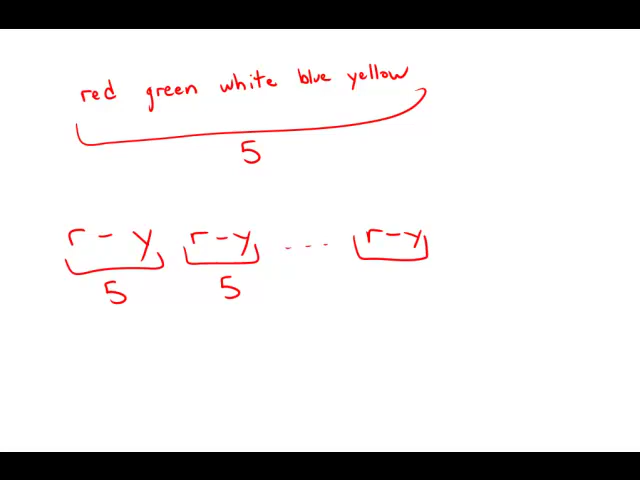 red green white blue yellow
5
r - y r - y ... r - y
5 5